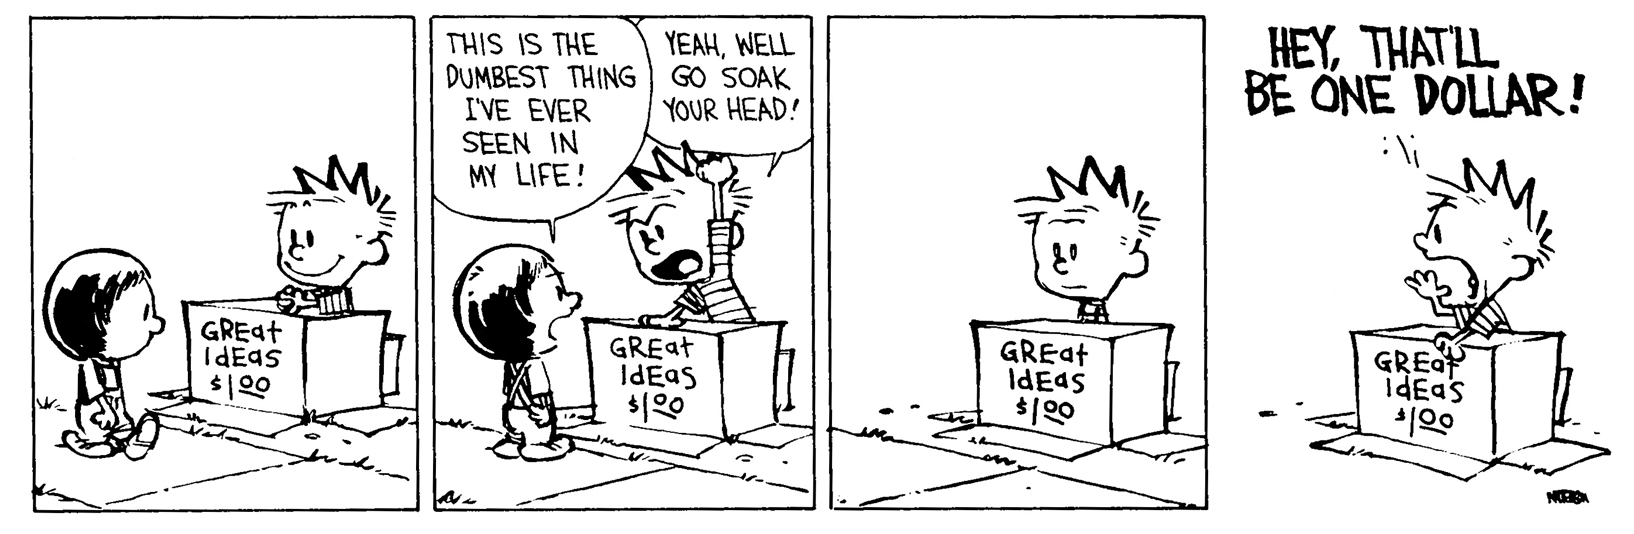 GREat
IdEas
$1.00
THIS IS THE
DUMBEST THING
I'VE EVER
SEEN IN
MY LIFE!
YEAH, WELL
GO SOAK
YOUR HEAD!
GREat
IdEas
$1.00
GREat
IdEas
$1.00
HEY, THAT'LL
BE ONE DOLLAR!
GREat
IdEas
$1.00